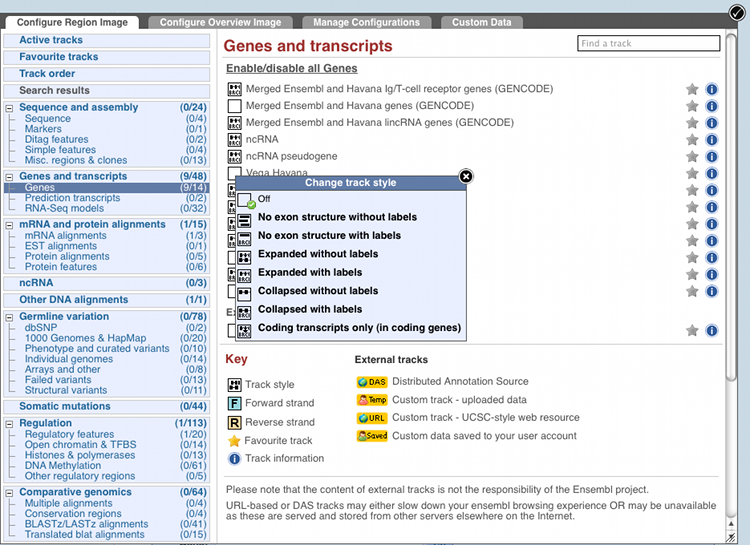 Configure Region Image
Configure Overview Image
Manage Configurations
Custom Data
Active tracks
Favourite tracks
Track order
Search results
Sequence and assembly (0/24)
Sequence (0/4)
Markers (0/1)
Ditag features (0/2)
Simple features (0/4)
Misc. regions & clones (0/13)
Genes and transcripts (9/48)
Genes (9/14)
Prediction transcripts (0/2)
RNA-Seq models (0/32)
mRNA and protein alignments (1/15)
mRNA alignments (1/3)
EST alignments (0/1)
Protein alignments (0/5)
Protein features (0/6)
ncRNA (0/3)
Other DNA alignments (1/1)
Germline variation (0/78)
dbSNP (0/2)
1000 Genomes & HapMap (0/20)
Phenotype and curated variants (0/10)
Individual genomes (0/14)
Arrays and other (0/8)
Failed variants (0/13)
Structural variants (0/11)
Somatic mutations (0/44)
Regulation (1/113)
Regulatory features (1/20)
Open chromatin & TFBS (0/14)
Histones & polymerases (0/13)
DNA Methylation (0/61)
Other regulatory regions (0/5)
Comparative genomics (0/64)
Multiple alignments (0/4)
Conservation regions (0/4)
BLASTz/LASTz alignments (0/41)
Translated blat alignments (0/15)
Genes and transcripts
Find a track
Enable/disable all Genes
Merged Ensembl and Havana Ig/T-cell receptor genes (GENCODE)
Merged Ensembl and Havana genes (GENCODE)
Merged Ensembl and Havana lincRNA genes (GENCODE)
ncRNA
ncRNA pseudogene
Vega Havana
Change track style
Off
No exon structure without labels
No exon structure with labels
Expanded without labels
Expanded with labels
Collapsed without labels
Collapsed with labels
Coding transcripts only (in coding genes)
Key
Track style
F Forward strand
R Reverse strand
Favourite track
Track information
External tracks
DAS Distributed Annotation Source
Temp Custom track - uploaded data
URL Custom track - UCSC-style web resource
Saved Custom data saved to your user account
Please note that the content of external tracks is not the responsibility of the Ensembl project.
URL-based or DAS tracks may either slow down your ensembl browsing experience OR may be unavailable
as these are served and stored from other servers elsewhere on the Internet.